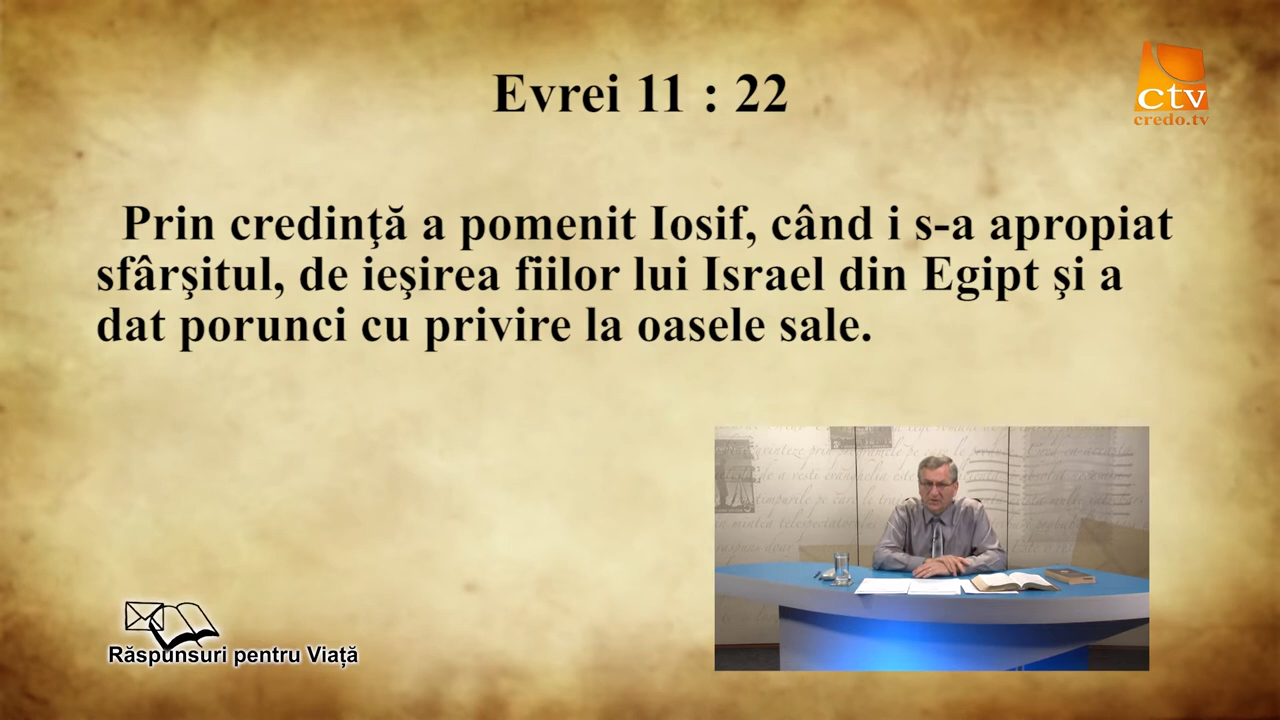 Evrei 11 : 22
ctv
credo.tv
Prin credinţă a pomenit Iosif, când i s-a apropiat
sfârşitul, de ieşirea fiilor lui Israel din Egipt şi a
dat porunci cu privire la oasele sale.
Răspunsuri pentru Viață